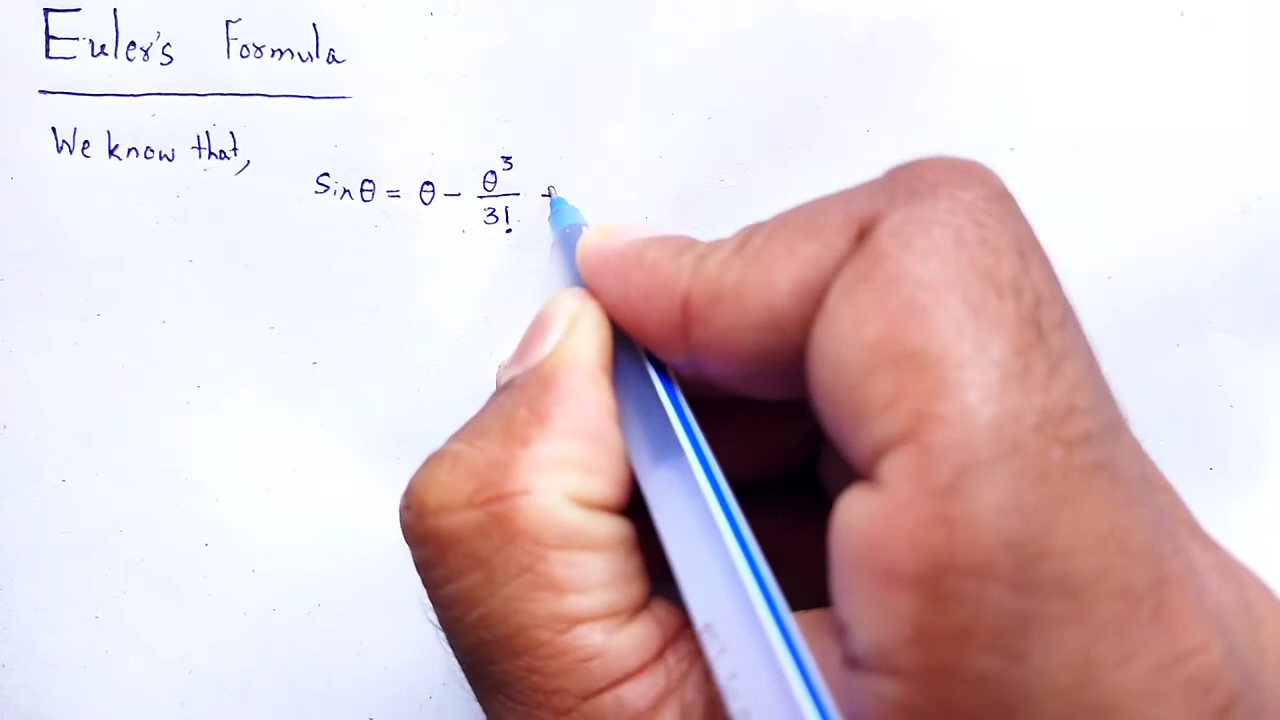 Euler's Formula
We know that,
Sinθ = θ - θ³/3! +